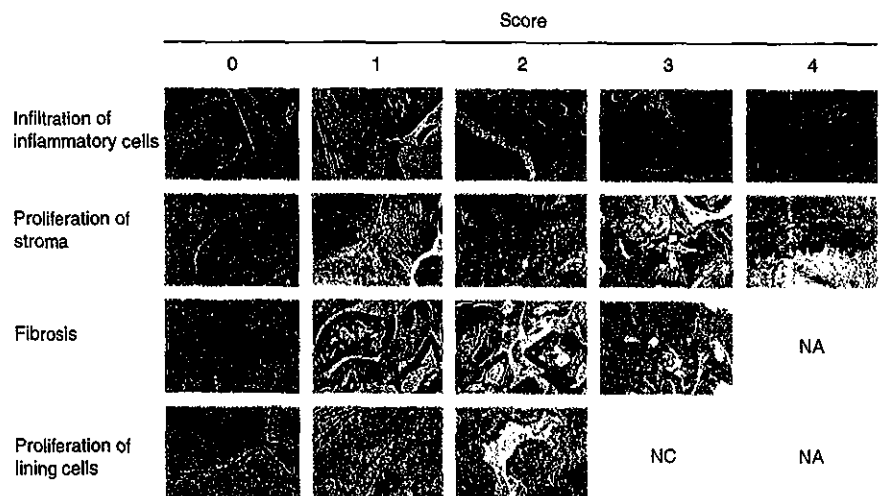 Score
0 1 2 3 4
Infiltration of
inflammatory cells
Proliferation of
stroma
Fibrosis
NA
Proliferation of
lining cells
NC NA